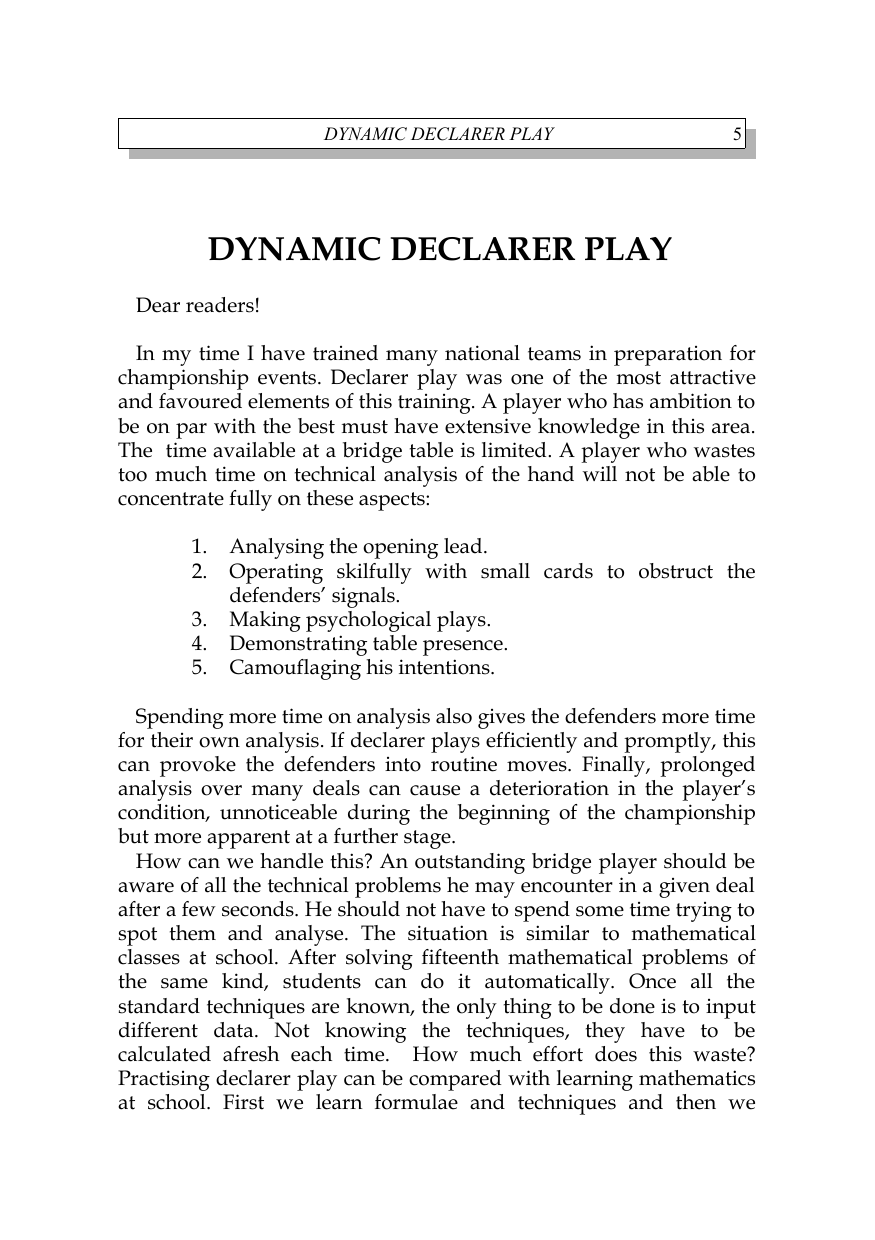 DYNAMIC DECLARER PLAY 5
DYNAMIC DECLARER PLAY
Dear readers!
In my time I have trained many national teams in preparation for
championship events. Declarer play was one of the most attractive
and favoured elements of this training. A player who has ambition to
be on par with the best must have extensive knowledge in this area.
The  time available at a bridge table is limited. A player who wastes
too much time on technical analysis of the hand will not be able to
concentrate fully on these aspects:
1. Analysing the opening lead.
2. Operating skilfully with small cards to obstruct the
defenders’ signals.
3. Making psychological plays.
4. Demonstrating table presence.
5. Camouflaging his intentions.
Spending more time on analysis also gives the defenders more time
for their own analysis. If declarer plays efficiently and promptly, this
can provoke the defenders into routine moves. Finally, prolonged
analysis over many deals can cause a deterioration in the player’s
condition, unnoticeable during the beginning of the championship
but more apparent at a further stage.
How can we handle this? An outstanding bridge player should be
aware of all the technical problems he may encounter in a given deal
after a few seconds. He should not have to spend some time trying to
spot them and analyse. The situation is similar to mathematical
classes at school. After solving fifteenth mathematical problems of
the same kind, students can do it automatically. Once all the
standard techniques are known, the only thing to be done is to input
different data. Not knowing the techniques, they have to be
calculated afresh each time.  How much effort does this waste?
Practising declarer play can be compared with learning mathematics
at school. First we learn formulae and techniques and then we